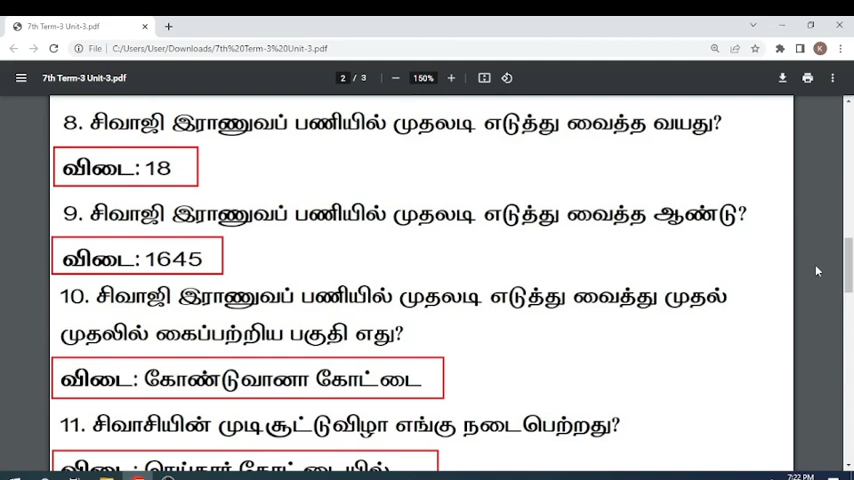 7th Term-3 Unit-3.pdf
File
C:/Users/User/Downloads/7th%20Term-3%20Unit-3.pdf
K
7th Term-3 Unit-3.pdf
2 / 3
150%
8. சிவாஜி இராணுவப் பணியில் முதலடி எடுத்து வைத்த வயது?
விடை: 18
9. சிவாஜி இராணுவப் பணியில் முதலடி எடுத்து வைத்த ஆண்டு?
விடை: 1645
10. சிவாஜி இராணுவப் பணியில் முதலடி எடுத்து வைத்து முதல்
முதலில் கைப்பற்றிய பகுதி எது?
விடை: கோண்டுவானா கோட்டை
11. சிவாசியின் முடிசூட்டுவிழா எங்கு நடைபெற்றது?
விடை: கோட்டையில்
7:22 PM